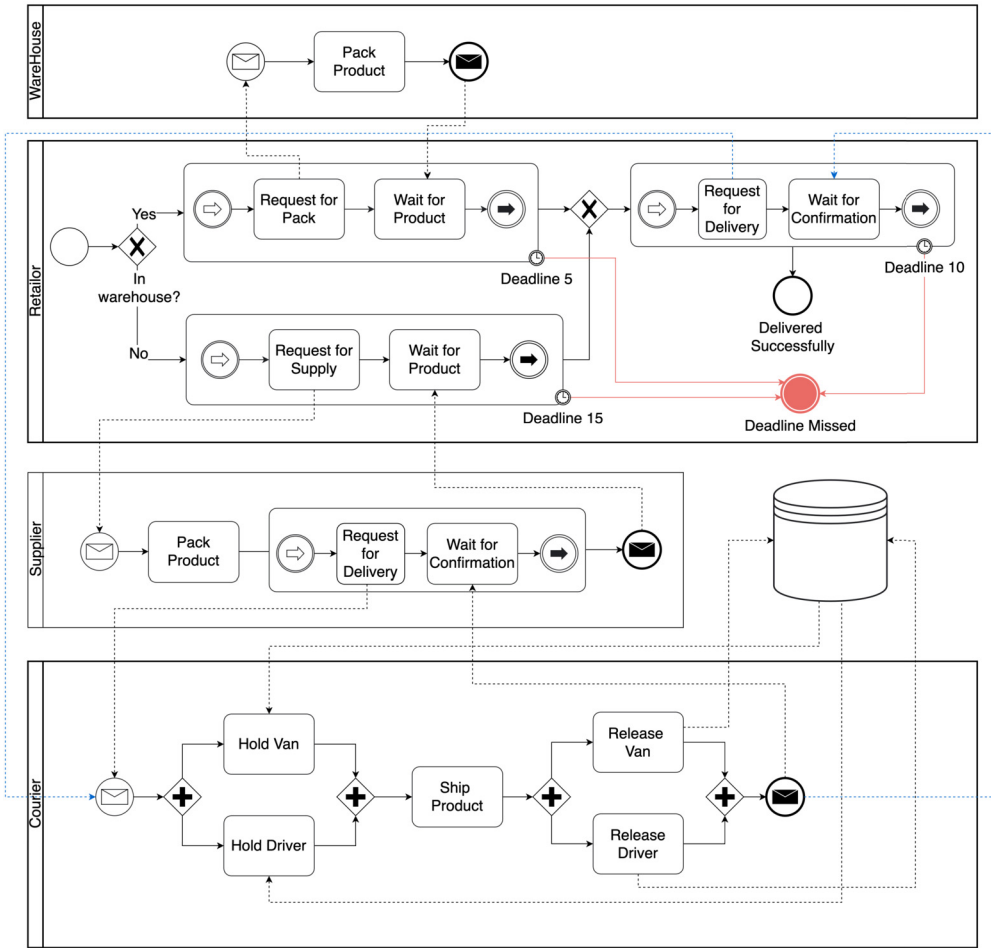 WareHouse
Pack
Product
Retailor
Yes
In
warehouse?
No
Request for
Pack
Wait for
Product
Deadline 5
Request
for
Delivery
Wait for
Confirmation
Deadline 10
Delivered
Successfully
Request for
Supply
Wait for
Product
Deadline 15
Deadline Missed
Supplier
Pack
Product
Request
for
Delivery
Wait for
Confirmation
Courier
Hold Van
Hold Driver
Ship
Product
Release
Van
Release
Driver